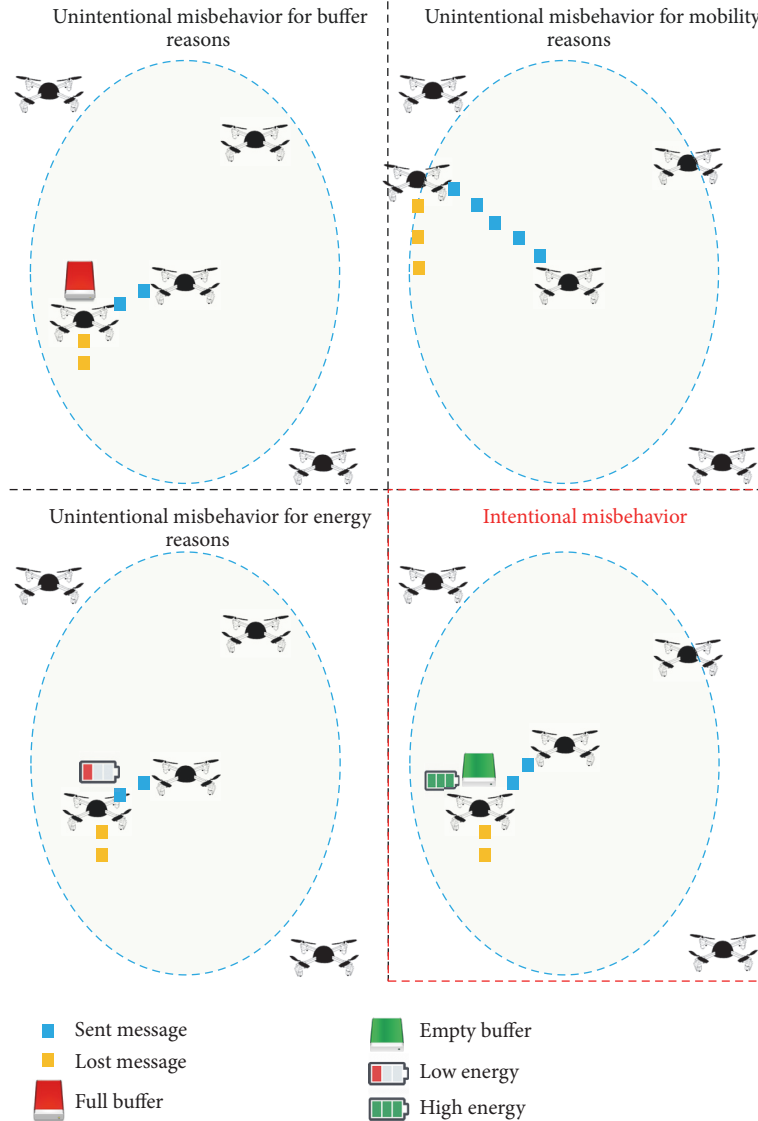 Unintentional misbehavior for buffer
reasons
Unintentional misbehavior for mobility
reasons
Unintentional misbehavior for energy
reasons
Intentional misbehavior
Sent message
Lost message
Full buffer
Empty buffer
Low energy
High energy